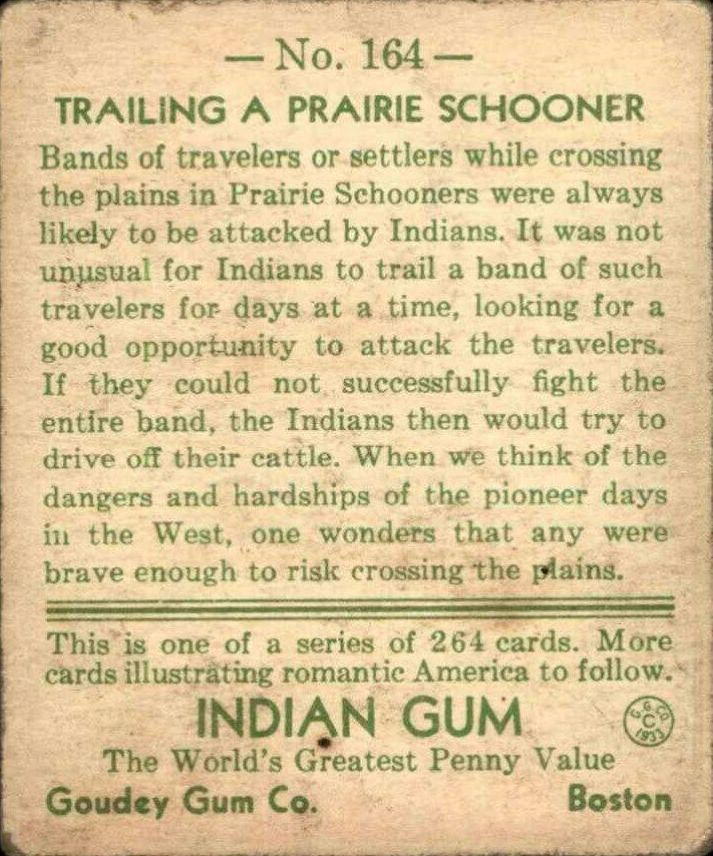 — No. 164 —
TRAILING A PRAIRIE SCHOONER
Bands of travelers or settlers while crossing
the plains in Prairie Schooners were always
likely to be attacked by Indians. It was not
unusual for Indians to trail a band of such
travelers for days at a time, looking for a
good opportunity to attack the travelers.
If they could not successfully fight the
entire band, the Indians then would try to
drive off their cattle. When we think of the
dangers and hardships of the pioneer days
in the West, one wonders that any were
brave enough to risk crossing the plains.
This is one of a series of 264 cards. More
cards illustrating romantic America to follow.
INDIAN GUM
G.G.CO.
C
1933
The World's Greatest Penny Value
Goudey Gum Co. Boston